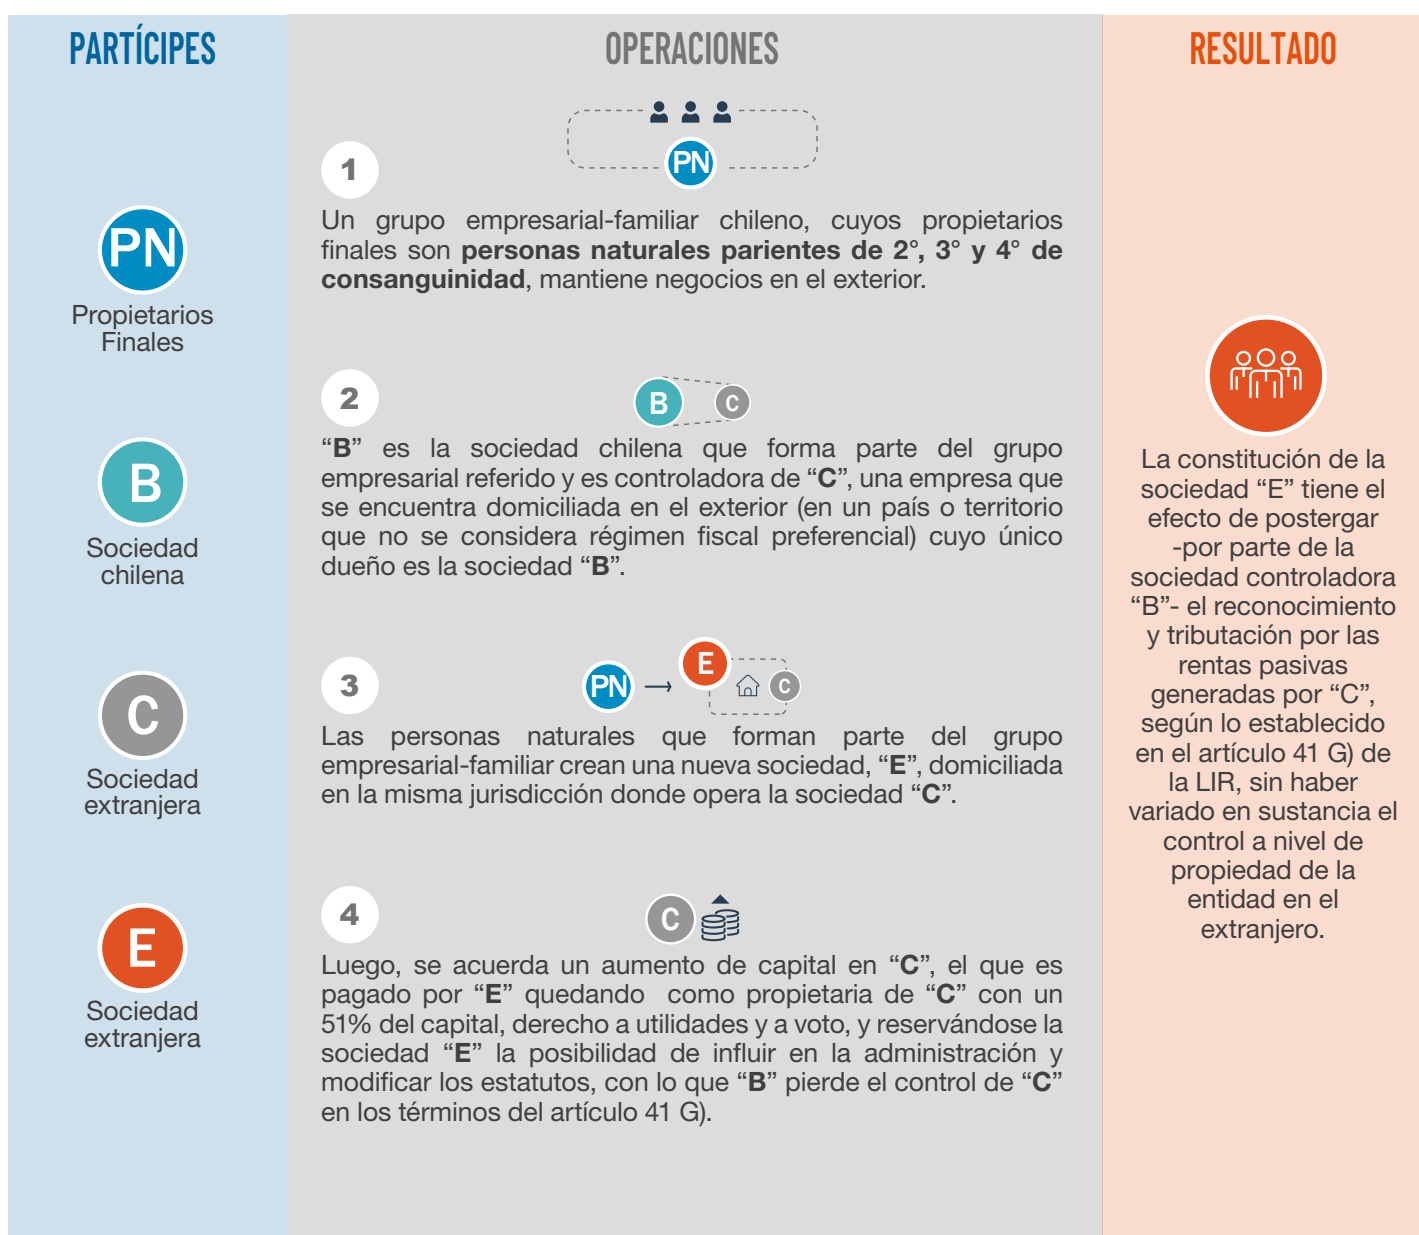 PARTÍCIPES
PN
Propietarios
Finales
B
Sociedad
chilena
C
Sociedad
extranjera
E
Sociedad
extranjera
OPERACIONES
PN
1
Un grupo empresarial-familiar chileno, cuyos propietarios
finales son personas naturales parientes de 2°, 3° y 4° de
consanguinidad, mantiene negocios en el exterior.
2
B C
“B” es la sociedad chilena que forma parte del grupo
empresarial referido y es controladora de “C”, una empresa que
se encuentra domiciliada en el exterior (en un país o territorio
que no se considera régimen fiscal preferencial) cuyo único
dueño es la sociedad “B”.
3
PN E C
Las personas naturales que forman parte del grupo
empresarial-familiar crean una nueva sociedad, “E”, domiciliada
en la misma jurisdicción donde opera la sociedad “C”.
4
C
Luego, se acuerda un aumento de capital en “C”, el que es
pagado por “E” quedando como propietaria de “C” con un
51% del capital, derecho a utilidades y a voto, y reservándose la
sociedad “E” la posibilidad de influir en la administración y
modificar los estatutos, con lo que “B” pierde el control de “C”
en los términos del artículo 41 G).
RESULTADO
La constitución de la
sociedad “E” tiene el
efecto de postergar
-por parte de la
sociedad controladora
“B”- el reconocimiento
y tributación por las
rentas pasivas
generadas por “C”,
según lo establecido
en el artículo 41 G) de
la LIR, sin haber
variado en sustancia el
control a nivel de
propiedad de la
entidad en el
extranjero.